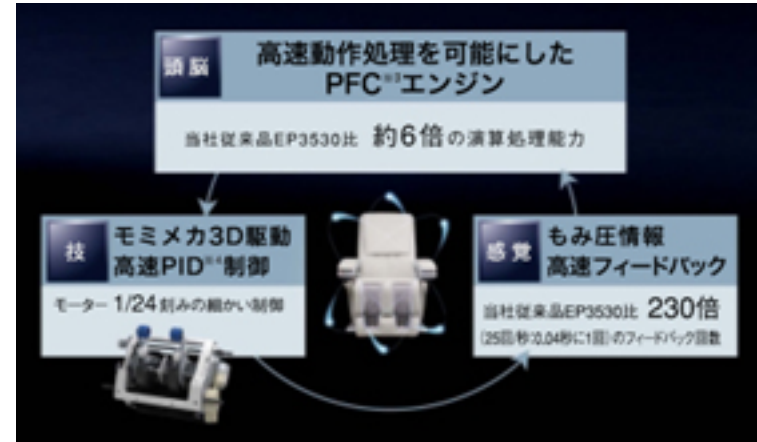 頭脳
高速動作処理を可能にした
PFC※3エンジン
当社従来品EP3530比 約6倍の演算処理能力
技
モミメカ3D駆動
高速PID※4制御
モーター 1/24刻みの細かい制御
感覚
もみ圧情報
高速フィードバック
当社従来品EP3530比 230倍
(25回/秒:0.04秒に1回)のフィードバック回数